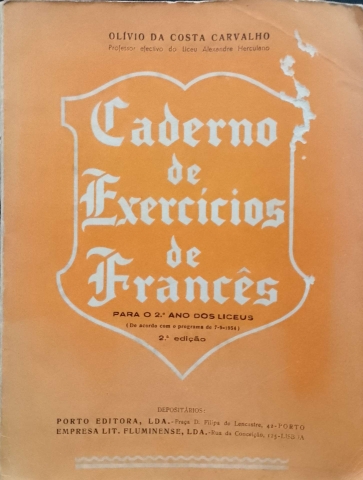 OLÍVIO DA COSTA CARVALHO
Professor efectivo do Liceu Alexandre Herculano
Caderno
de
Exercícios
de
Francês
PARA O 2.º ANO DOS LICEUS
(De acordo com o programa de 7-9-1954)
2.ª edição
DEPOSITÁRIOS:
PORTO EDITORA, LDA.-Praça D. Filipa de Lencastre, 42-PORTO
EMPRESA LIT. FLUMINENSE, LDA.-Rua da Conceição, 125-LISBOA